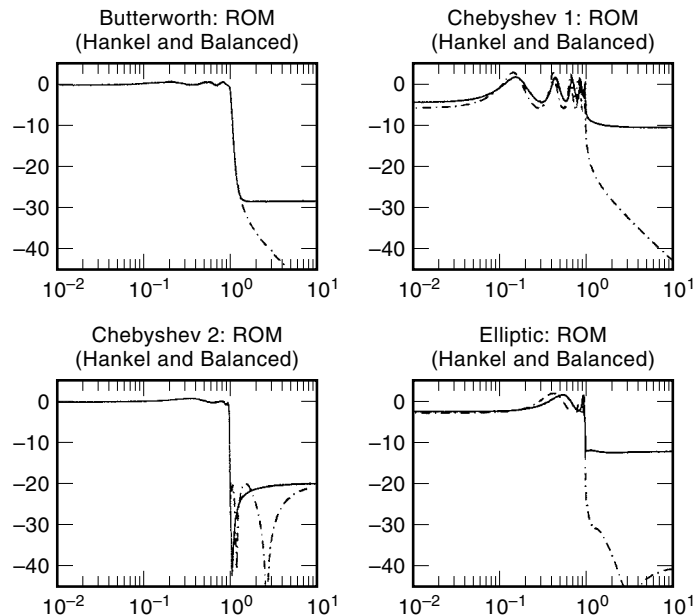 Butterworth: ROM
(Hankel and Balanced)
0
−10
−20
−30
−40
10−2 10−1 100 101
Chebyshev 1: ROM
(Hankel and Balanced)
0
−10
−20
−30
−40
10−2 10−1 100 101
Chebyshev 2: ROM
(Hankel and Balanced)
0
−10
−20
−30
−40
10−2 10−1 100 101
Elliptic: ROM
(Hankel and Balanced)
0
−10
−20
−30
−40
10−2 10−1 100 101